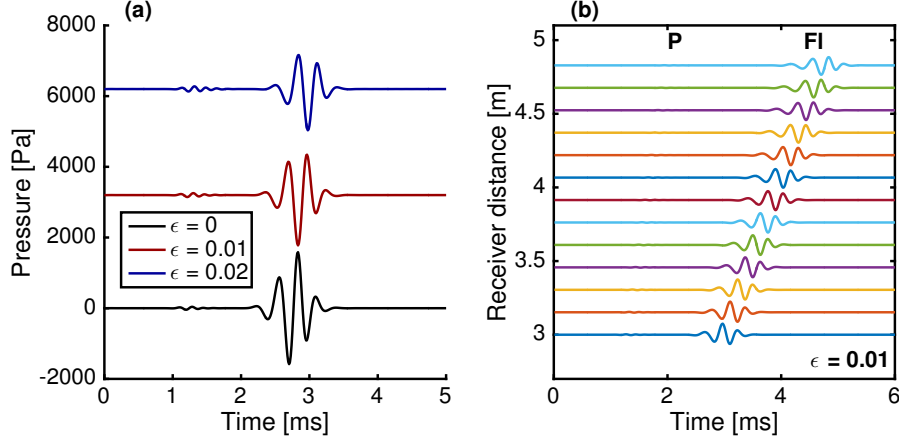 (a)
8000
6000
4000
2000
0
-2000
Pressure [Pa]
ϵ = 0
ϵ = 0.01
ϵ = 0.02
0 1 2 3 4 5
Time [ms]
(b)
P Fl
5
4.5
4
3.5
3
Receiver distance [m]
ϵ = 0.01
0 2 4 6
Time [ms]